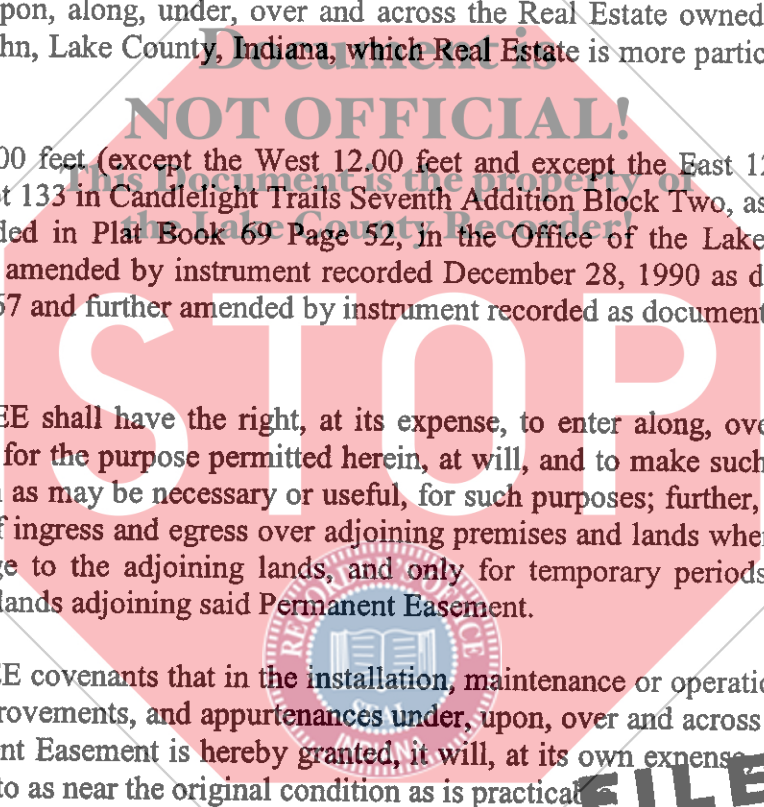 pon, along, under, over and across the Real Estate owned
hn, Lake County, Indiana, which Real Estate is more partic
Document is
NOT OFFICIAL!
00 feet (except the West 12.00 feet and except the East 12
This Document is the property of
t 133 in Candlelight Trails Seventh Addition Block Two, as
the Lake County Recorder!
ded in Plat Book 69 Page 52, in the Office of the Lake
amended by instrument recorded December 28, 1990 as d
67 and further amended by instrument recorded as document
STOP
EE shall have the right, at its expense, to enter along, ove
for the purpose permitted herein, at will, and to make such
as may be necessary or useful, for such purposes; further,
f ingress and egress over adjoining premises and lands wher
ge to the adjoining lands, and only for temporary periods
lands adjoining said Permanent Easement.
RECORDER'S OFFICE
SEAL
INDIANA
EE covenants that in the installation, maintenance or operatio
rovements, and appurtenances under, upon, over and across
nt Easement is hereby granted, it will, at its own expense,
to as near the original condition as is practica
FILE